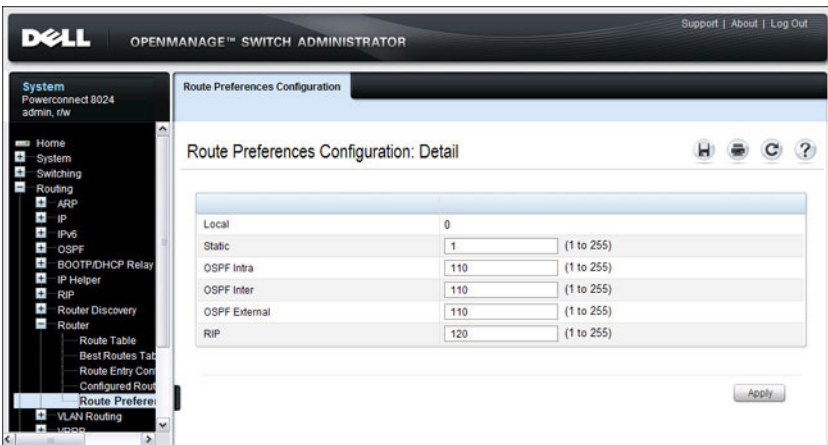 Support | About | Log Out
DELL
OPENMANAGE™ SWITCH ADMINISTRATOR
System
Powerconnect 8024
admin, r/w
Home
System
Switching
Routing
ARP
IP
IPv6
OSPF
BOOTP/DHCP Relay
IP Helper
RIP
Router Discovery
Router
Route Table
Best Routes Tab
Route Entry Con
Configured Rout
Route Prefere
VLAN Routing
VRRP
Route Preferences Configuration
Route Preferences Configuration: Detail
Local 0
Static 1 (1 to 255)
OSPF Intra 110 (1 to 255)
OSPF Inter 110 (1 to 255)
OSPF External 110 (1 to 255)
RIP 120 (1 to 255)
Apply